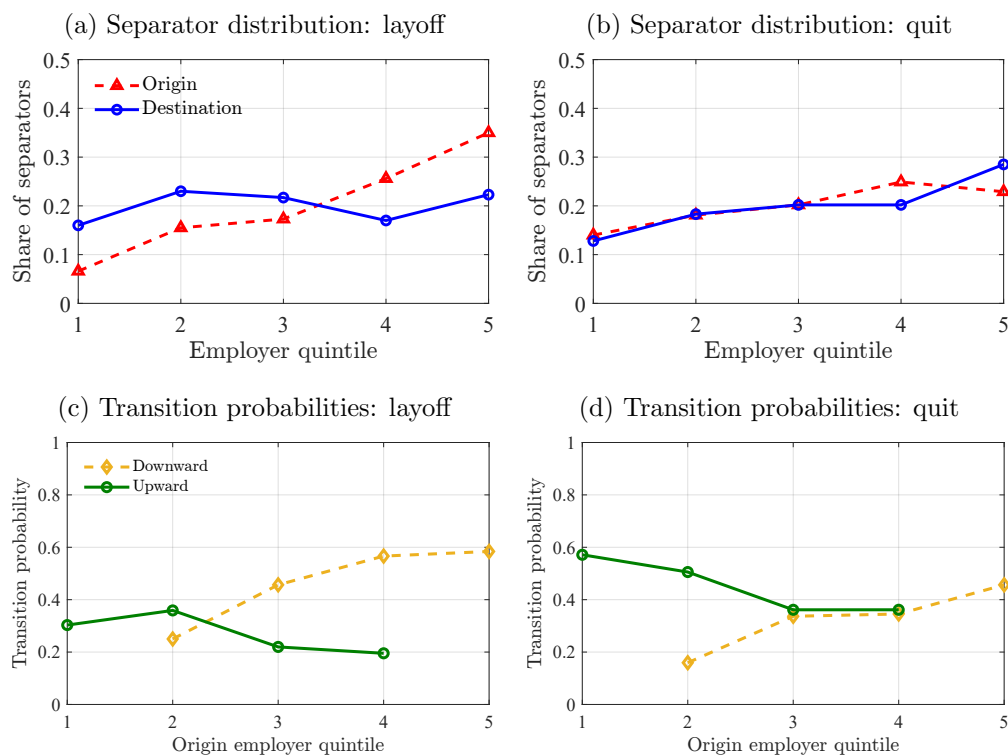 (a) Separator distribution: layoff
0.5
0.4
0.3
0.2
0.1
0
Share of separators
Origin
Destination
1 2 3 4 5
Employer quintile
(b) Separator distribution: quit
0.5
0.4
0.3
0.2
0.1
0
Share of separators
1 2 3 4 5
Employer quintile
(c) Transition probabilities: layoff
1
0.8
0.6
0.4
0.2
0
Transition probability
Downward
Upward
1 2 3 4 5
Origin employer quintile
(d) Transition probabilities: quit
1
0.8
0.6
0.4
0.2
0
Transition probability
1 2 3 4 5
Origin employer quintile